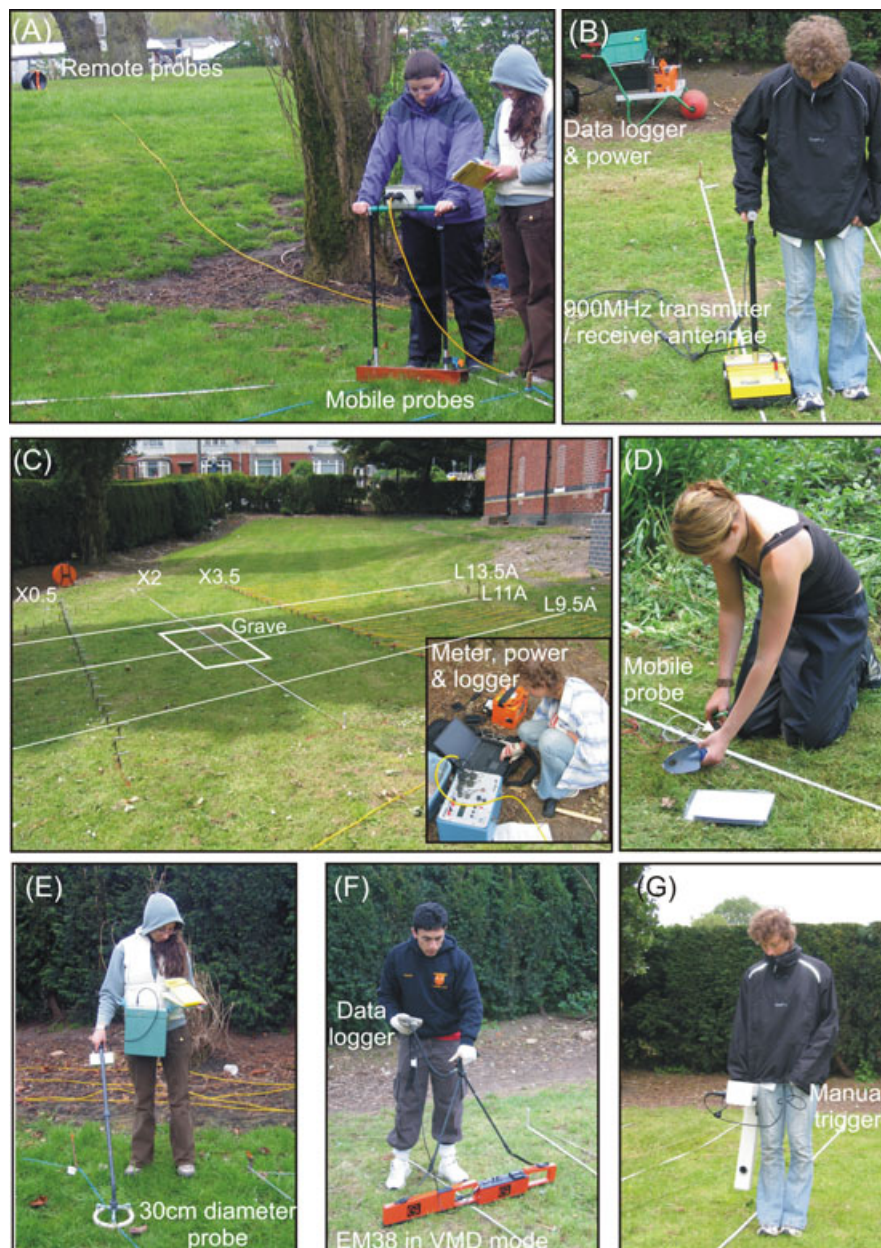 (A)
Remote probes
Mobile probes
(B)
Data logger
& power
900MHz transmitter
/ receiver antennae
(C)
X0.5
X2
X3.5
L13.5A
L11A
L9.5A
Grave
Meter, power
& logger
(D)
Mobile
probe
(E)
30cm diameter
probe
(F)
Data
logger
EM38 in VMD mode
(G)
Manual
trigger